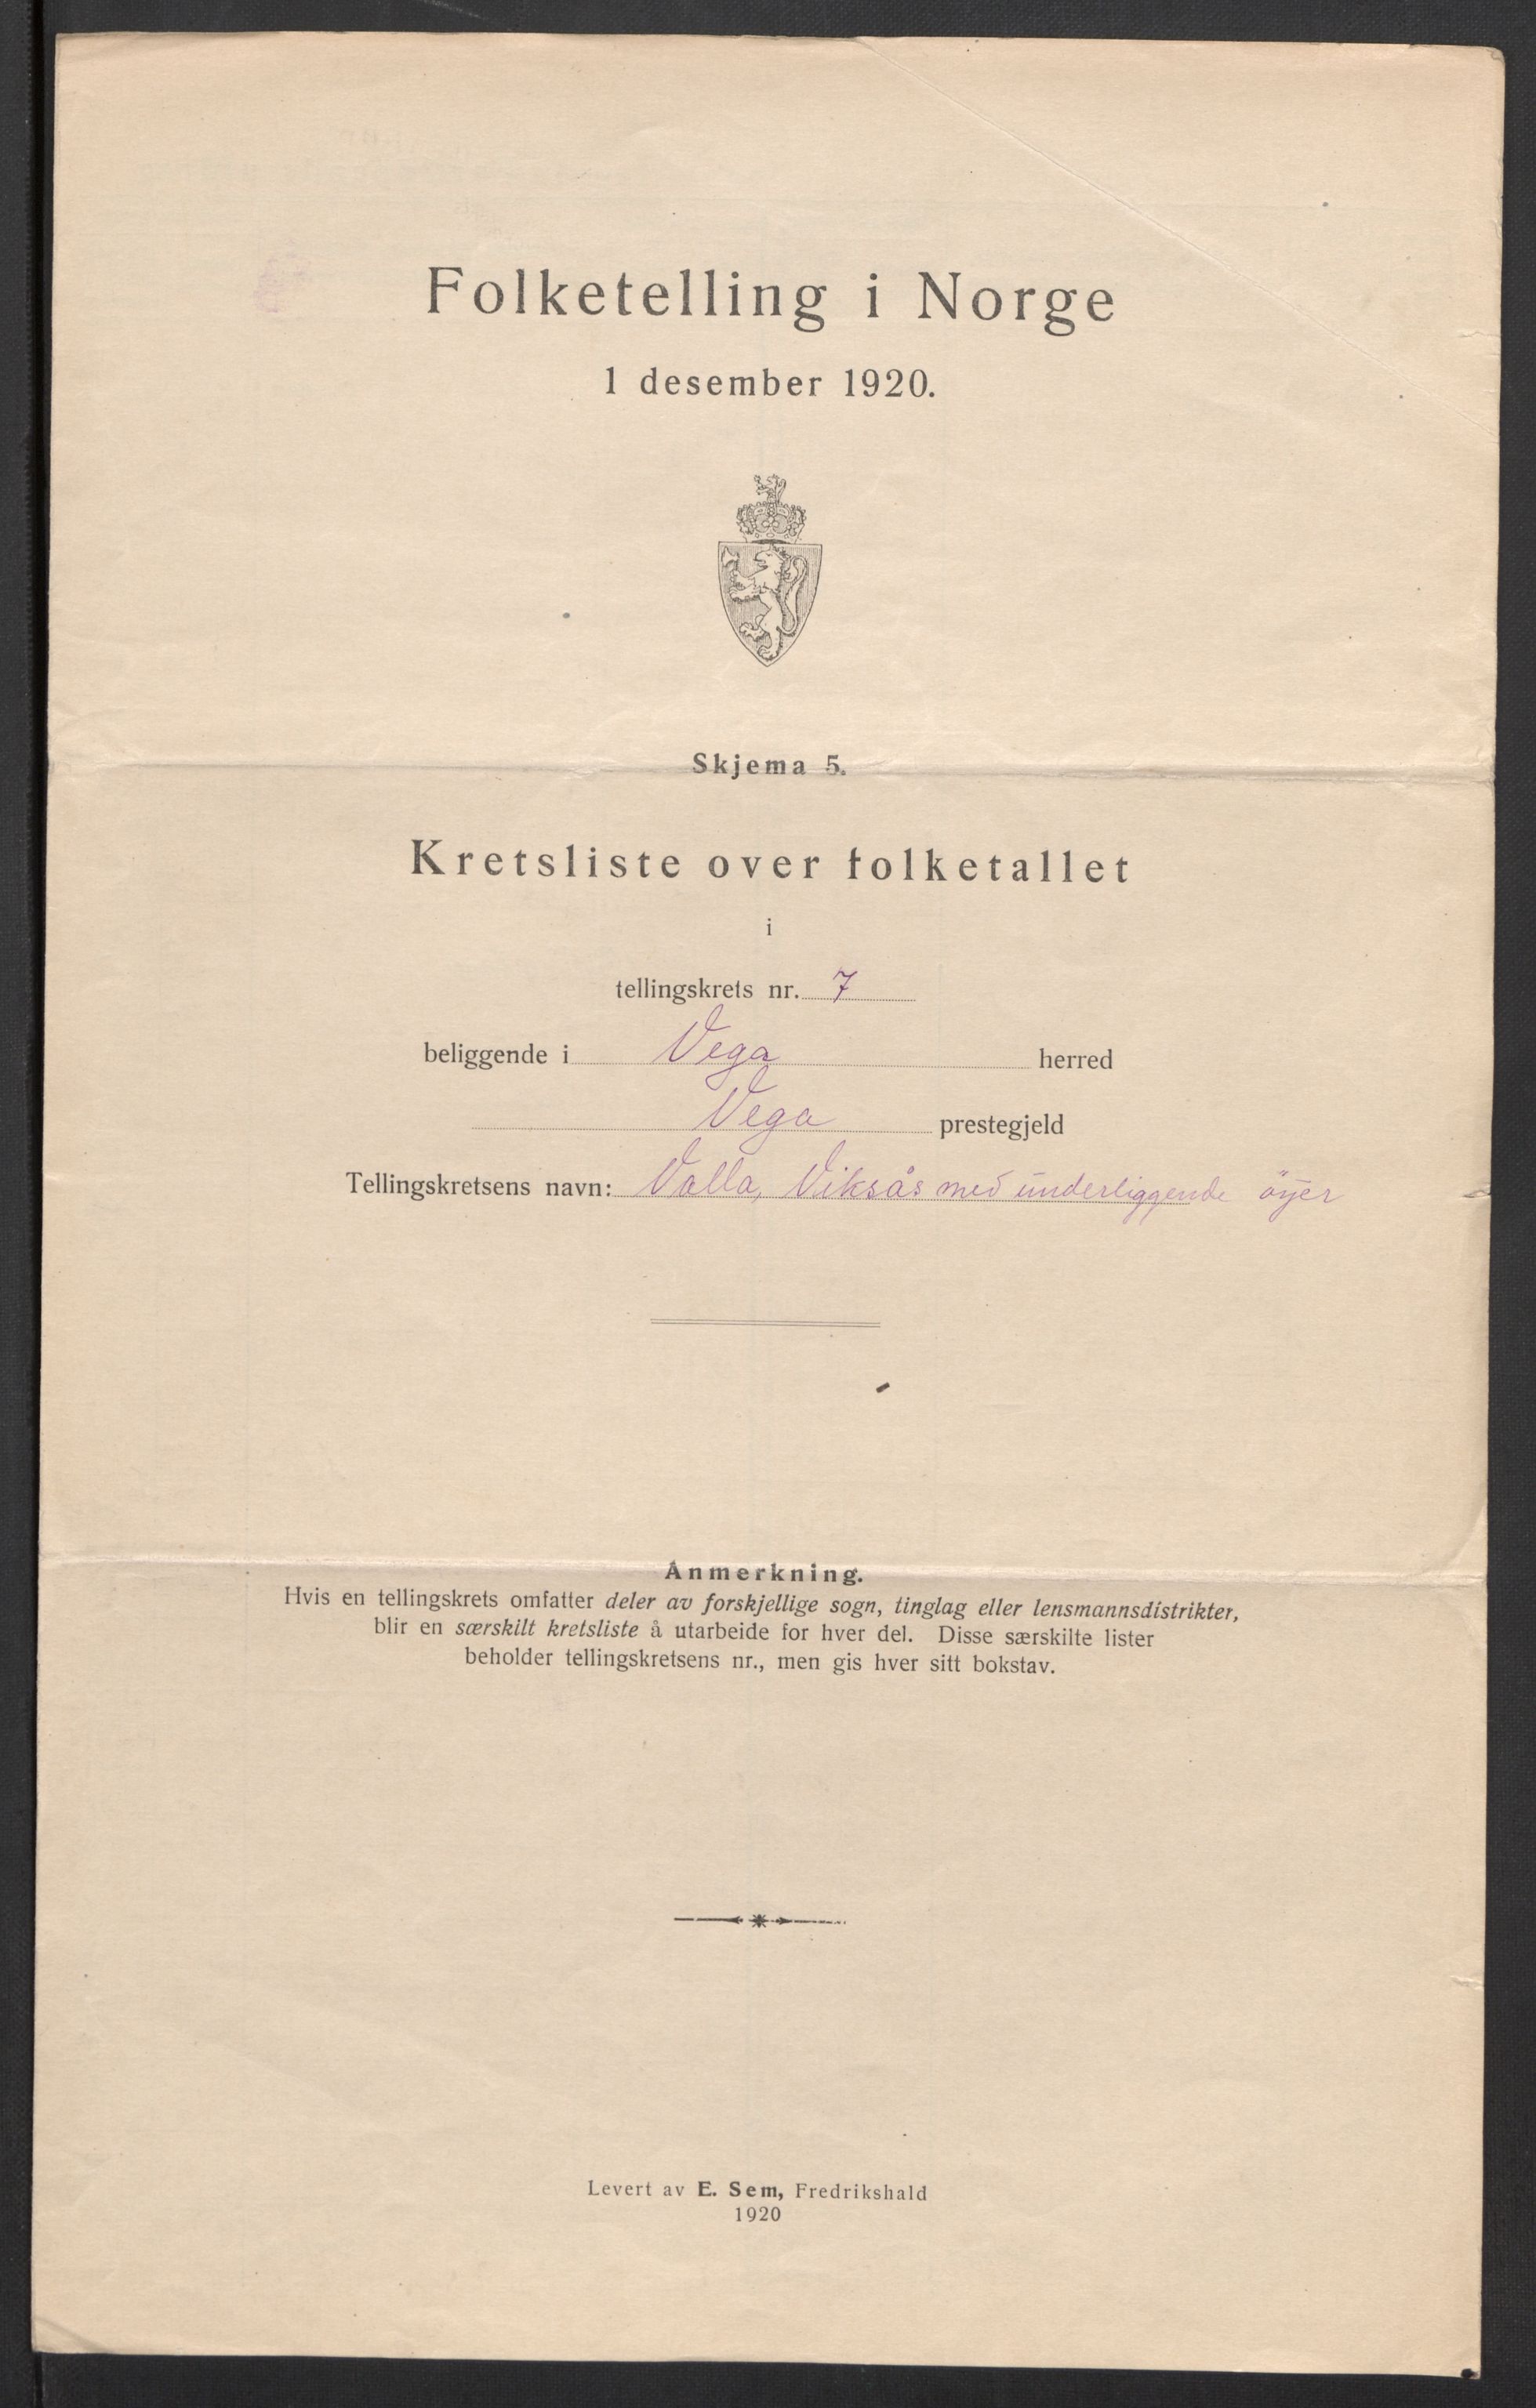 Folketelling i Norge
1 desember 1920.
Skjema 5.
Kretsliste over folketallet
i
tellingskrets nr. 7
beliggende i Vega herred
Vega prestegjeld
Tellingskretsens navn: Valla, Viksås med underliggende öyer
Anmerkning.
Hvis en tellingskrets omfatter deler av forskjellige sogn, tinglag eller lensmannsdistrikter,
blir en særskilt kretsliste å utarbeide for hver del. Disse særskilte lister
beholder tellingskretsens nr., men gis hver sitt bokstav.
Levert av E. Sem, Fredrikshald
1920